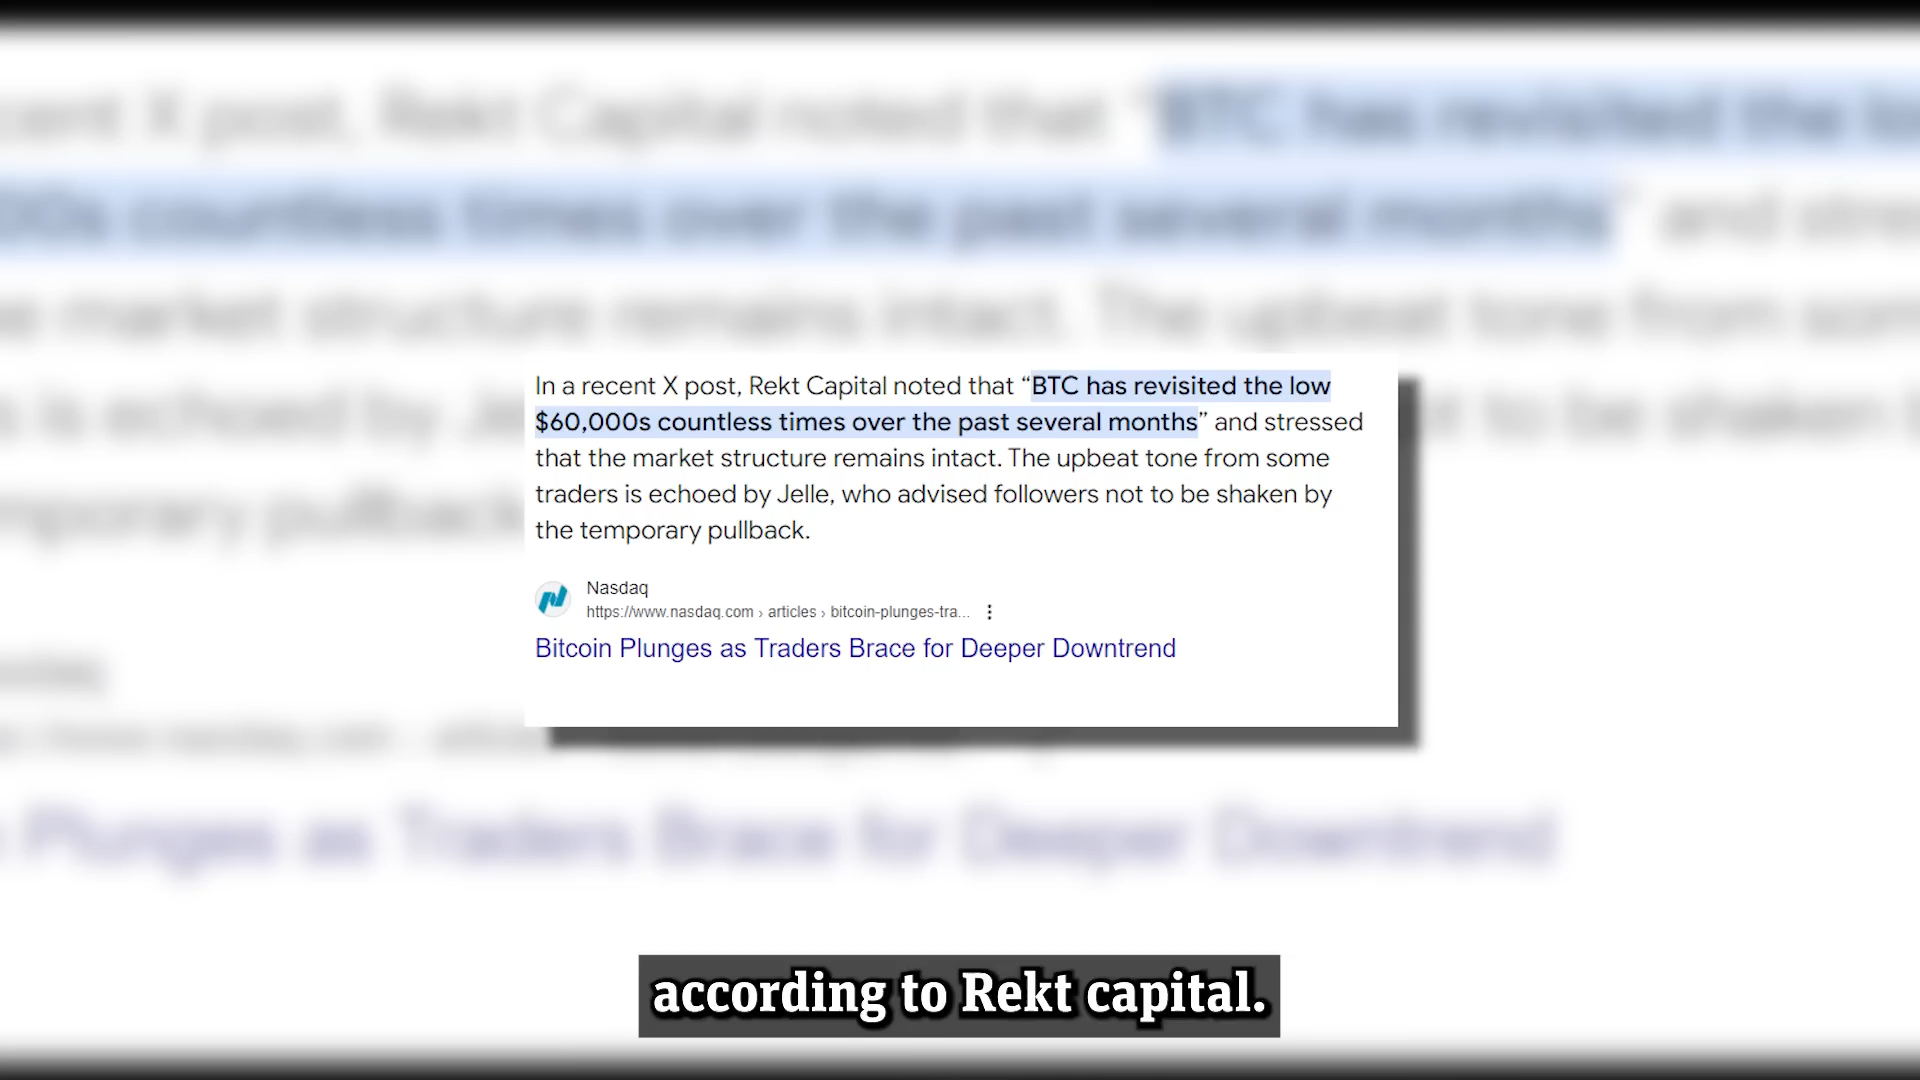 In a recent X post, Rekt Capital noted that “BTC has revisited the low
$60,000s countless times over the past several months” and stressed
that the market structure remains intact. The upbeat tone from some
traders is echoed by Jelle, who advised followers not to be shaken by
the temporary pullback.
Nasdaq
https://www.nasdaq.com › articles › bitcoin-plunges-tra...
Bitcoin Plunges as Traders Brace for Deeper Downtrend
according to Rekt capital.